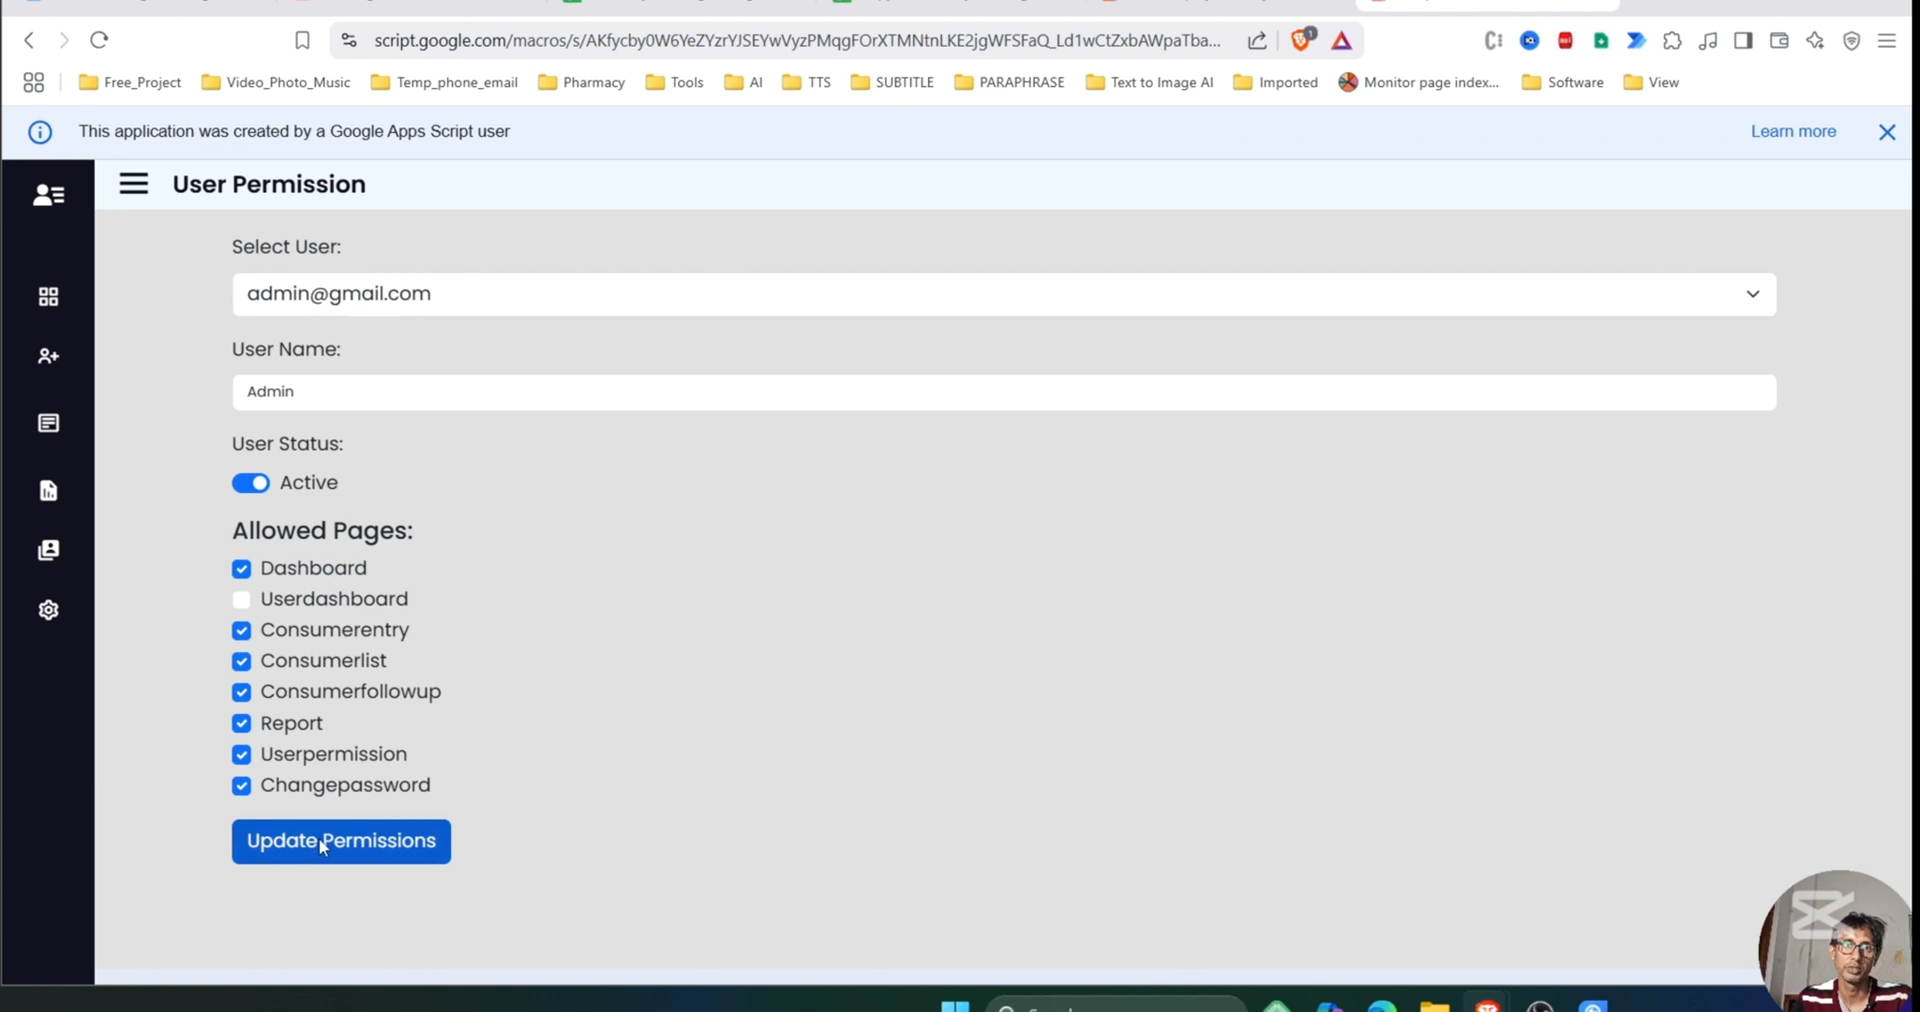 script.google.com/macros/s/AKfycby0W6YeZYzrYJSEYwVyzPMqgFOrXTMNtnLKE2jgWFSFaQ_Ld1wCtZxbAWpaTba...
1
Free_Project
Video_Photo_Music
Temp_phone_email
Pharmacy
Tools
AI
TTS
SUBTITLE
PARAPHRASE
Text to Image AI
Imported
Monitor page index...
Software
View
This application was created by a Google Apps Script user
Learn more
User Permission
Select User:
admin@gmail.com
User Name:
Admin
User Status:
Active
Allowed Pages:
Dashboard
Userdashboard
Consumerentry
Consumerlist
Consumerfollowup
Report
Userpermission
Changepassword
Update Permissions